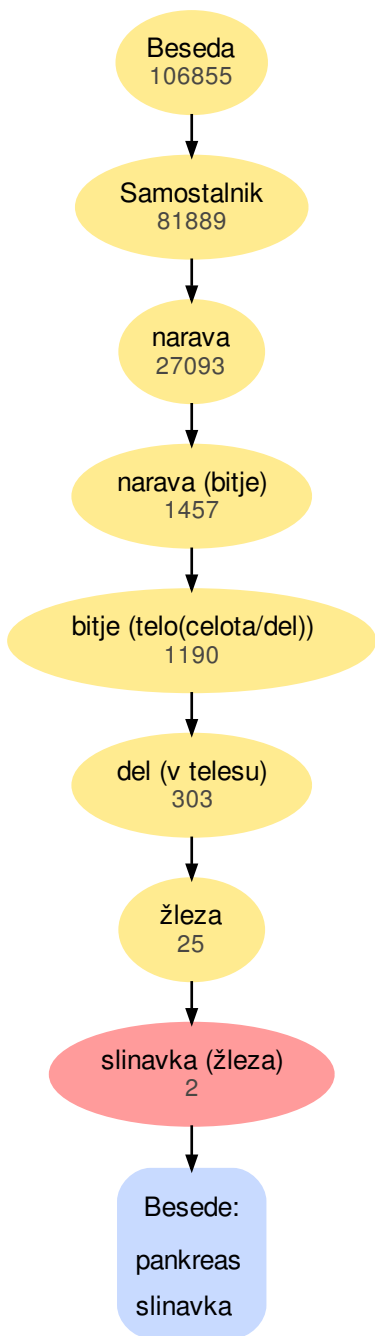 Beseda
106855
Samostalnik
81889
narava
27093
narava (bitje)
1457
bitje (telo(celota/del))
1190
del (v telesu)
303
žleza
25
slinavka (žleza)
2
Besede:
pankreas
slinavka